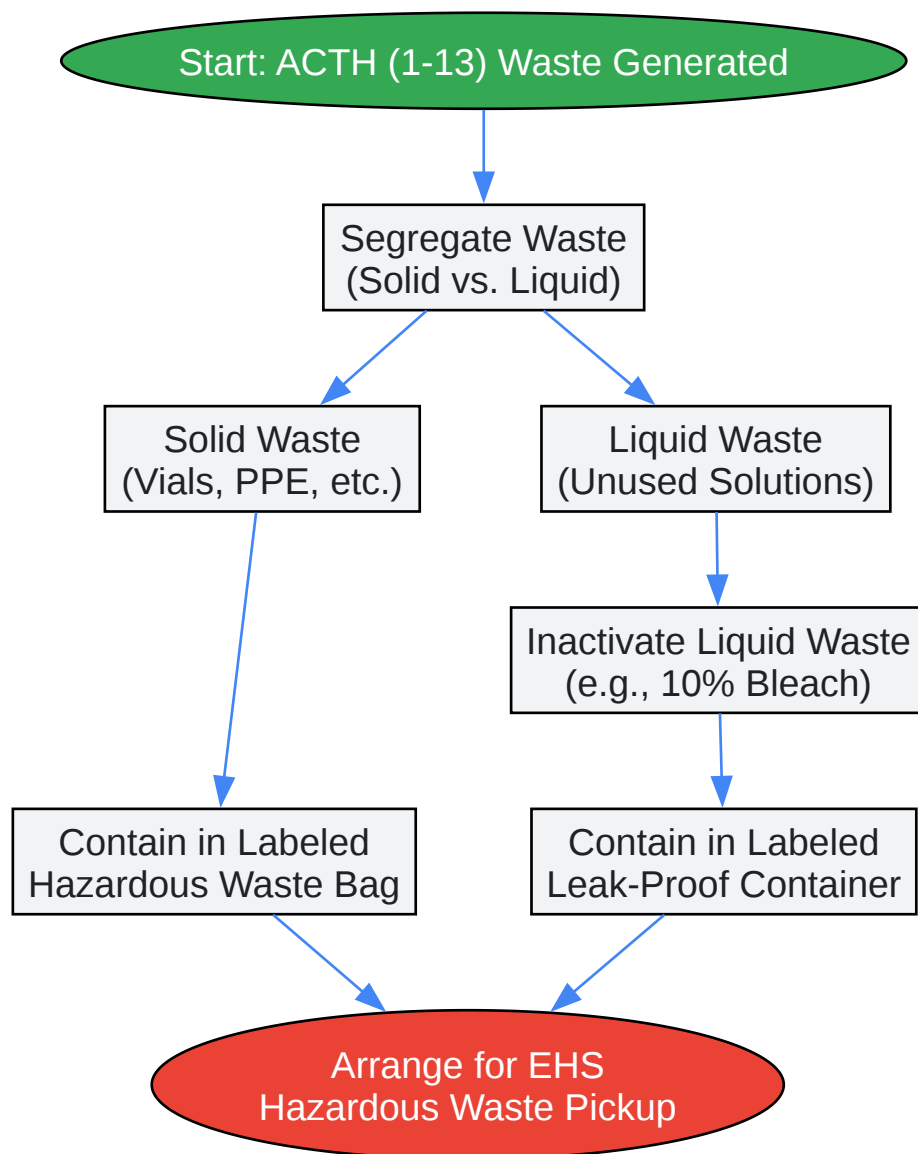 Start: ACTH (1-13) Waste Generated
Segregate Waste
(Solid vs. Liquid)
Solid Waste
(Vials, PPE, etc.)
Liquid Waste
(Unused Solutions)
Inactivate Liquid Waste
(e.g., 10% Bleach)
Contain in Labeled
Hazardous Waste Bag
Contain in Labeled
Leak-Proof Container
Arrange for EHS
Hazardous Waste Pickup